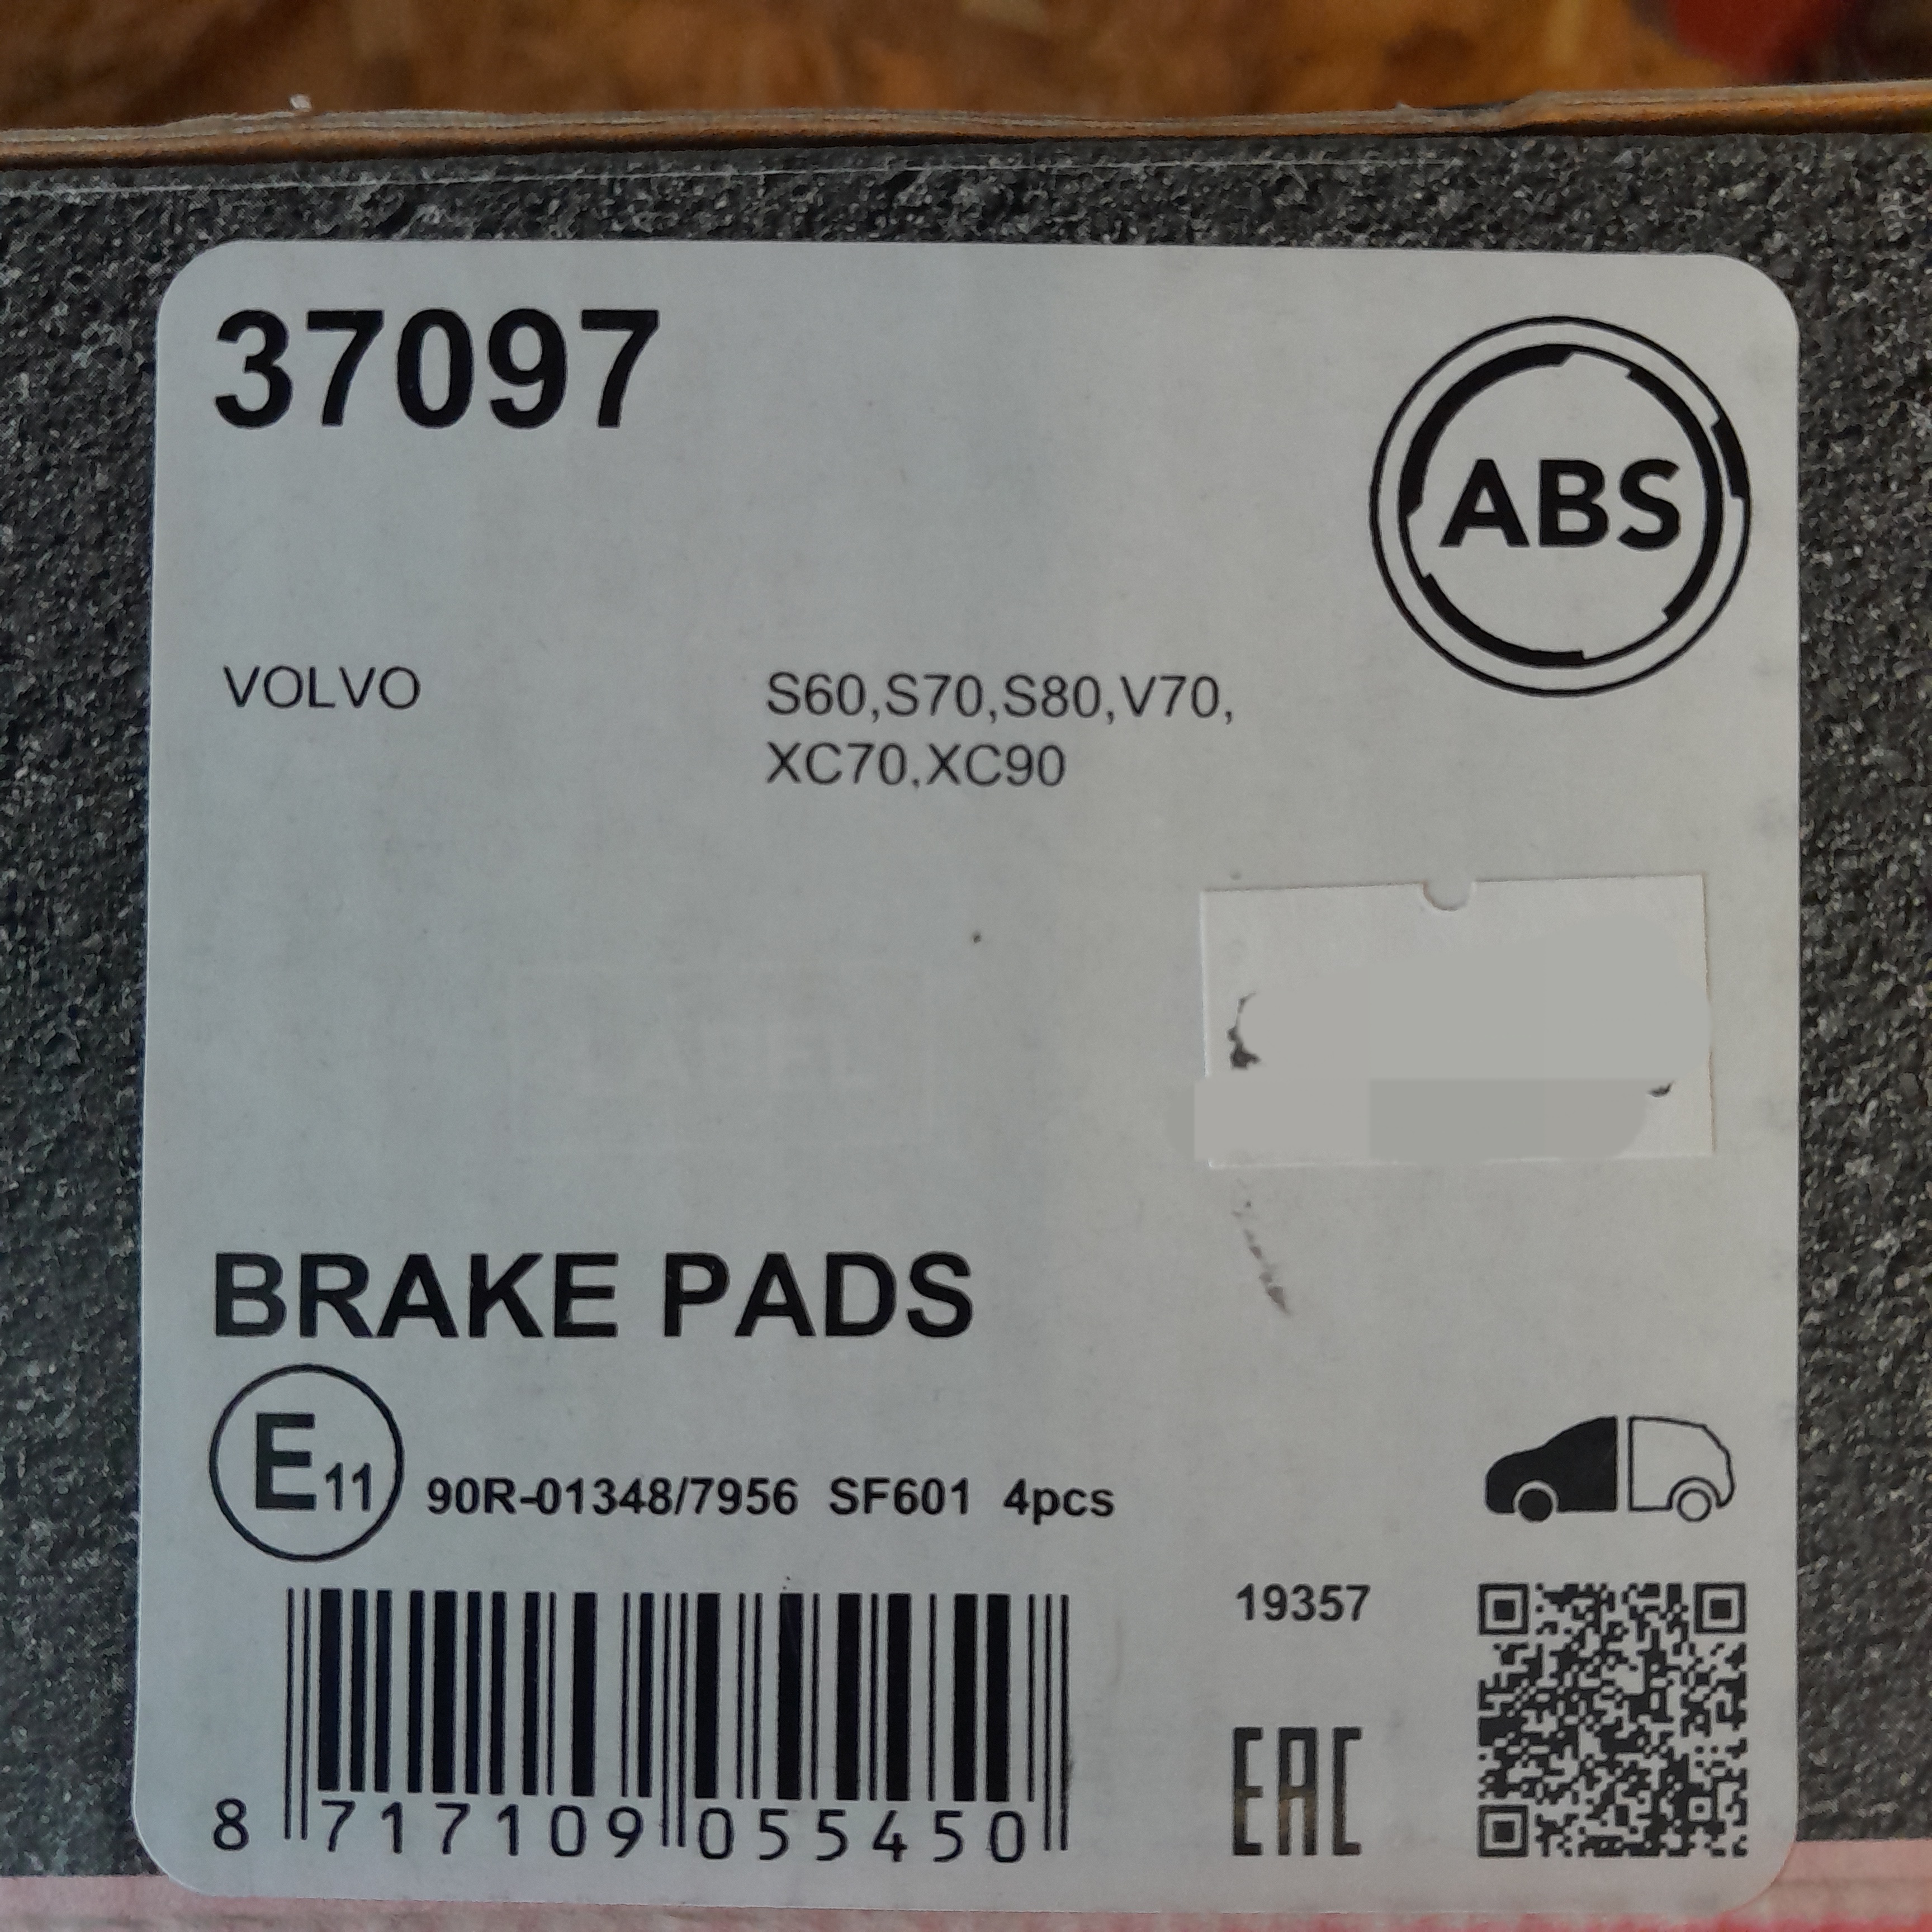 37097
ABS
VOLVO S60,S70,S80,V70,
XC70,XC90
BRAKE PADS
E11 90R-01348/7956 SF601 4pcs
19357
EAC
8 717109 055450